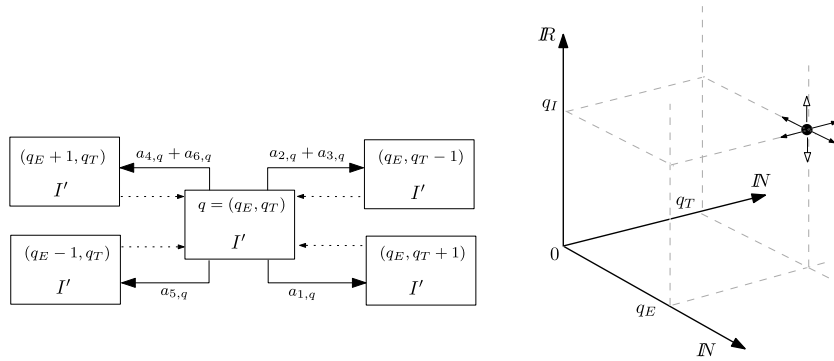 (q_E + 1, q_T)
I′
a_{4,q} + a_{6,q}
a_{2,q} + a_{3,q}
(q_E, q_T − 1)
I′
q = (q_E, q_T)
I′
(q_E − 1, q_T)
I′
a_{5,q}
a_{1,q}
(q_E, q_T + 1)
I′
ℝ
q_I
ℕ
q_T
0
q_E
ℕ